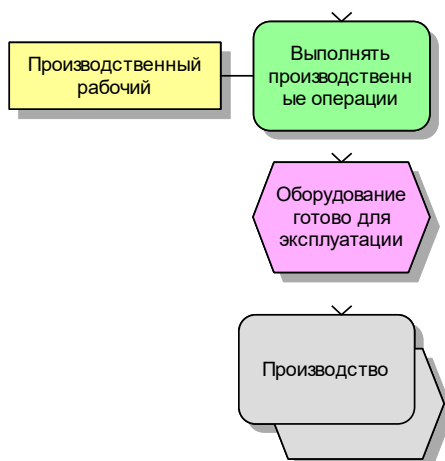 Производственный
рабочий
Выполнять
производственн
ые операции
Оборудование
готово для
эксплуатации
Производство